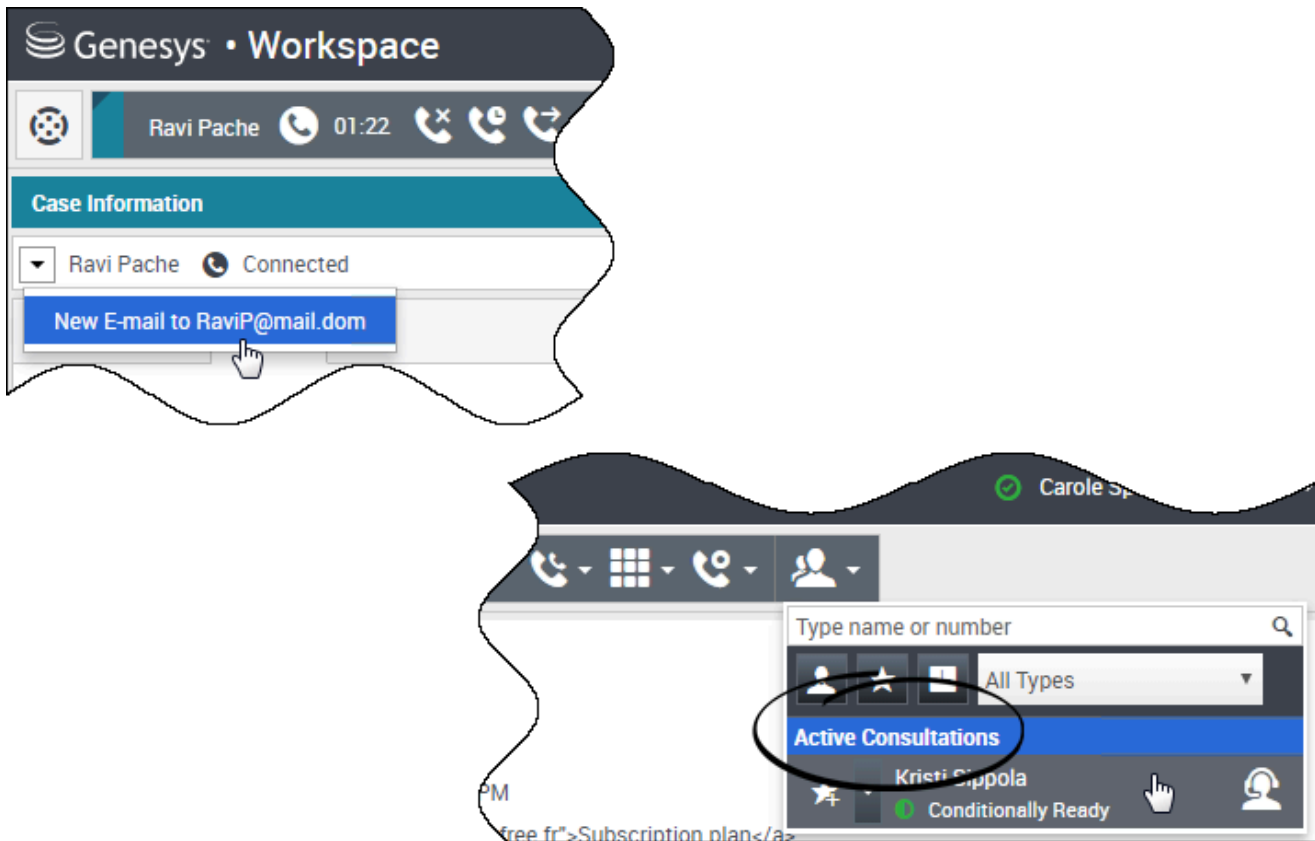 Genesys • Workspace
Ravi Pache 01:22
Case Information
Ravi Pache Connected
New E-mail to RaviP@mail.dom
Carole
Type name or number
All Types
Active Consultations
Kristi Sippola
Conditionally Ready
PM
free.fr">Subscription plan</a>